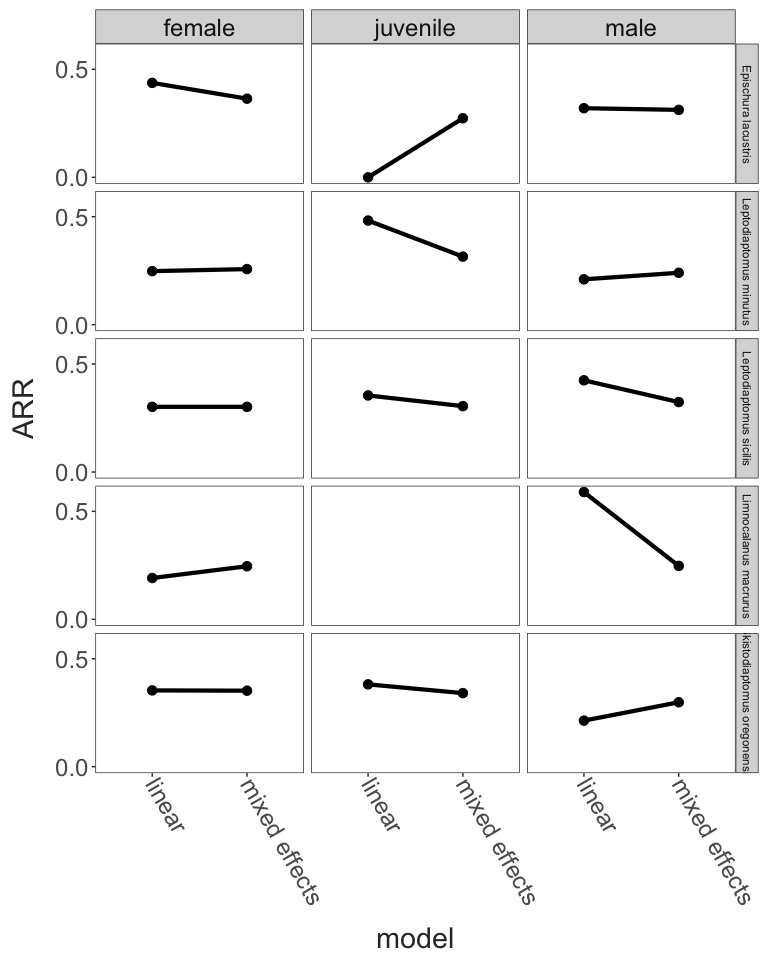 female juvenile male
0.5
0.0
Epischura lacustris
0.5
0.0
Leptodiaptomus minutus
ARR
0.5
0.0
Leptodiaptomus sicilis
0.5
0.0
Limnocalanus macrurus
0.5
0.0
kistodiaptomus oregonens
linear mixed effects linear mixed effects linear mixed effects
model